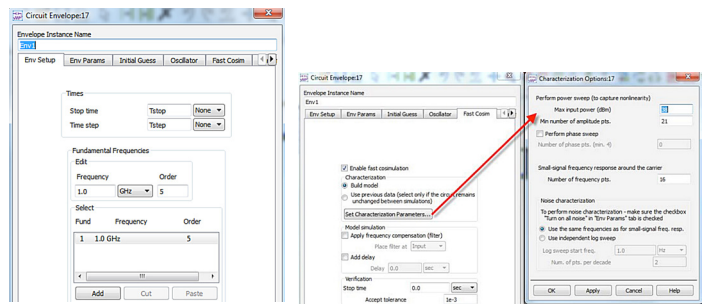 Circuit Envelope:17
Envelope Instance Name
Env1
Env Setup Env Params Initial Guess Oscillator Fast Cosim
Times
Stop time Tstop None
Time step Tstep None
Fundamental Frequencies
Edit
Frequency Order
1.0 GHz 5
Select
Fund Frequency Order
1 1.0 GHz 5
Add Cut Paste
Circuit Envelope:17
Envelope Instance Name
Env1
Env Setup Env Params Initial Guess Oscillator Fast Cosim
Enable fast cosimulation
Characterization
Build model
Use previous data (select only if the circuit remains
unchanged between simulations)
Set Characterization Parameters...
Model simulation
Apply frequency compensation (filter)
Place filter at Input
Add delay
Delay 0.0 sec
Verification
Stop time 0.0 sec
Accept tolerance 1e-3
Characterization Options:17
Perform power sweep (to capture nonlinearity)
Max input power (dBm)
Min number of amplitude pts. 21
Perform phase sweep
Number of phase pts. (min. 4) 0
Small-signal frequency response around the carrier
Number of frequency pts. 16
Noise characterization
To perform noise characterization - make sure the checkbox
"Turn on all noise" in "Env Params" tab is checked
Use the same frequencies as for small-signal freq. resp.
Use independent log sweep
Log sweep start freq. 1.0 Hz
Num. of pts. per decade 2
OK Apply Cancel Help